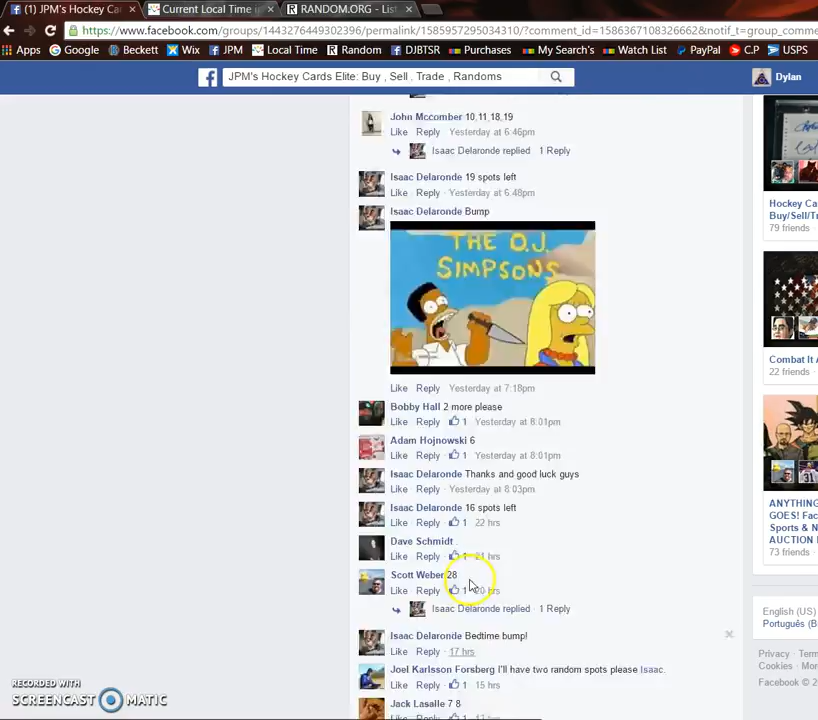 (1) JPM's Hockey Ca
Current Local Time i
RANDOM.ORG - Lis
https://www.facebook.com/groups/1443276449302396/permalink/1585957295034310/?comment_id=1586367108326662&notif_t=group_comme
Apps
Google
Beckett
Wix
JPM
Local Time
Random
DJBTSR
Purchases
My Search's
Watch List
PayPal
C.P
USPS
JPM's Hockey Cards Elite: Buy , Sell , Trade , Randoms
Dylan
John Mccomber 10,11,18,19
Like Reply Yesterday at 6:46pm
Isaac Delaronde replied · 1 Reply
Isaac Delaronde 19 spots left
Like Reply Yesterday at 6:48pm
Isaac Delaronde Bump
THE O.J.
SIMPSONS
Like Reply Yesterday at 7:18pm
Bobby Hall 2 more please
Like Reply 1 Yesterday at 8:01pm
Adam Hojnowski 6
Like Reply 1 Yesterday at 8:01pm
Isaac Delaronde Thanks and good luck guys
Like Reply Yesterday at 8:03pm
Isaac Delaronde 16 spots left
Like Reply 1 22 hrs
Dave Schmidt .
Like Reply 1 21 hrs
Scott Weber 28
Like Reply 1 20 hrs
Isaac Delaronde replied · 1 Reply
Isaac Delaronde Bedtime bump!
Like Reply 17 hrs
Joel Karlsson Forsberg I'll have two random spots please Isaac.
Like Reply 1 15 hrs
Jack Lasalle 7 8
Like Reply 1
Hockey Ca
Buy/Sell/T
79 friends
Combat It A
22 friends
ANYTHING
GOES! Fac
Sports & N
AUCTION
73 friends
English (US)
Português (B
Privacy · Term
Cookies · Mor
Facebook © 2
RECORDED WITH
SCREENCAST MATIC